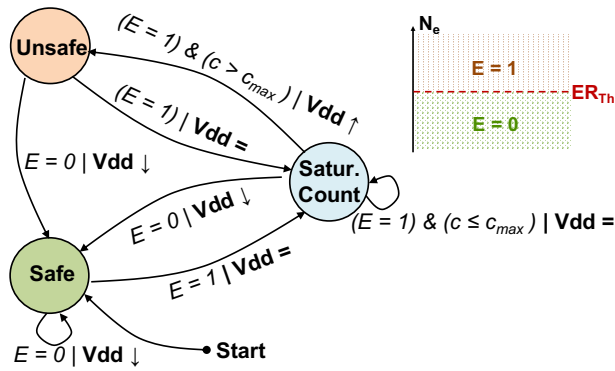 Unsafe
(E = 1) & (c > c_max) | Vdd ↑
(E = 1) | Vdd =
E = 0 | Vdd ↓
Satur.
Count
E = 0 | Vdd ↓
(E = 1) & (c ≤ c_max) | Vdd =
Safe
E = 1 | Vdd =
E = 0 | Vdd ↓
Start
N_e
E = 1
ER_Th
E = 0